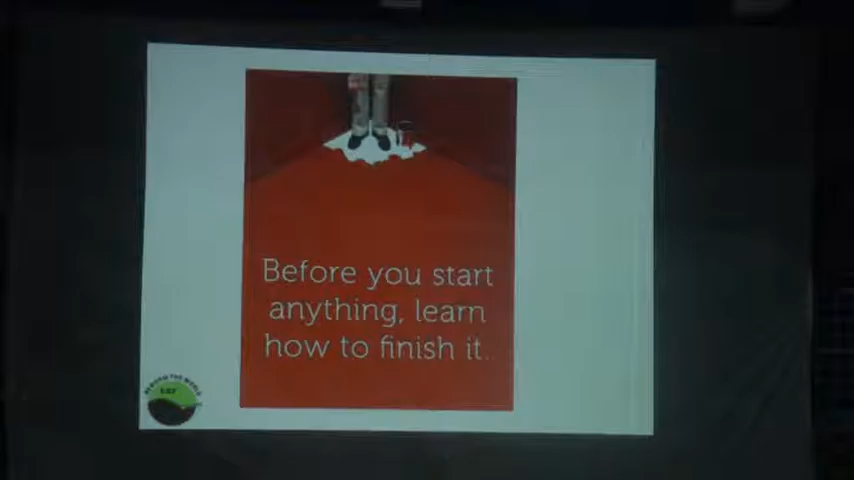 Before you start
anything, learn
how to finish it.